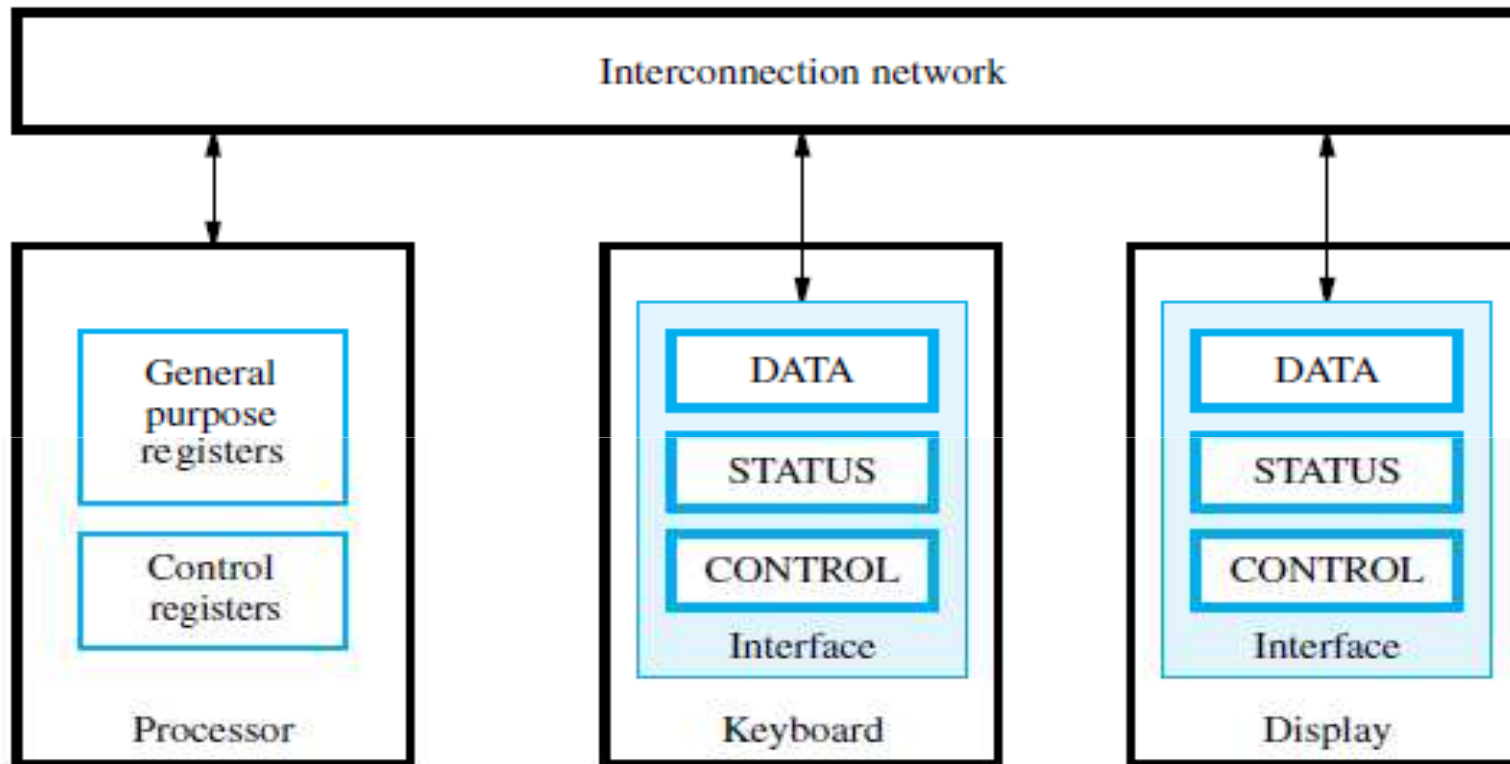 Interconnection network
General
purpose
registers
Control
registers
Processor
DATA
STATUS
CONTROL
Interface
Keyboard
DATA
STATUS
CONTROL
Interface
Display